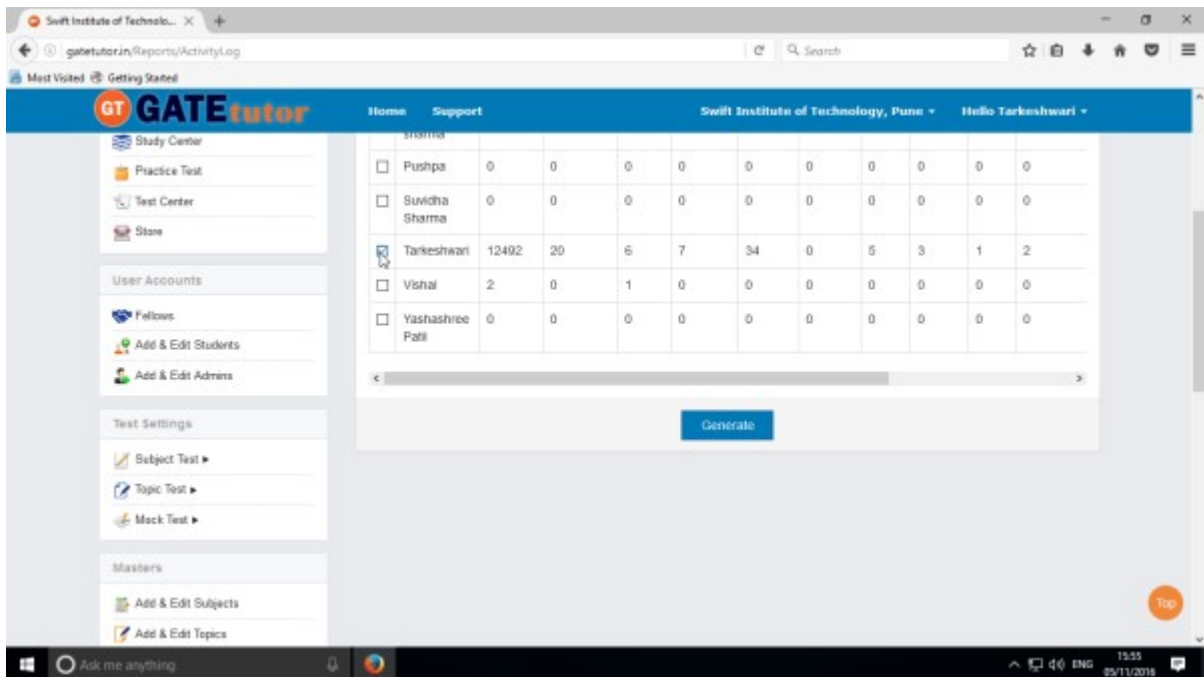 Swift Institute of Technolo...
gatetutor.in/Reports/ActivityLog
Search
Most Visited Getting Started
GT GATEtutor Home Support Swift Institute of Technology, Pune Hello Tarkeshwari
Study Center
Practice Test
Test Center
Store
User Accounts
Fellows
Add & Edit Students
Add & Edit Admins
Test Settings
Subject Test
Topic Test
Mock Test
Masters
Add & Edit Subjects
Add & Edit Topics
sharma
Pushpa 0 0 0 0 0 0 0 0 0 0
Suvidha 0 0 0 0 0 0 0 0 0 0
Sharma
Tarkeshwari 12492 20 6 7 34 0 5 3 1 2
Vishal 2 0 1 0 0 0 0 0 0 0
Yashashree 0 0 0 0 0 0 0 0 0 0
Patil
Generate
Top
Ask me anything ENG 15:55
05/11/2016